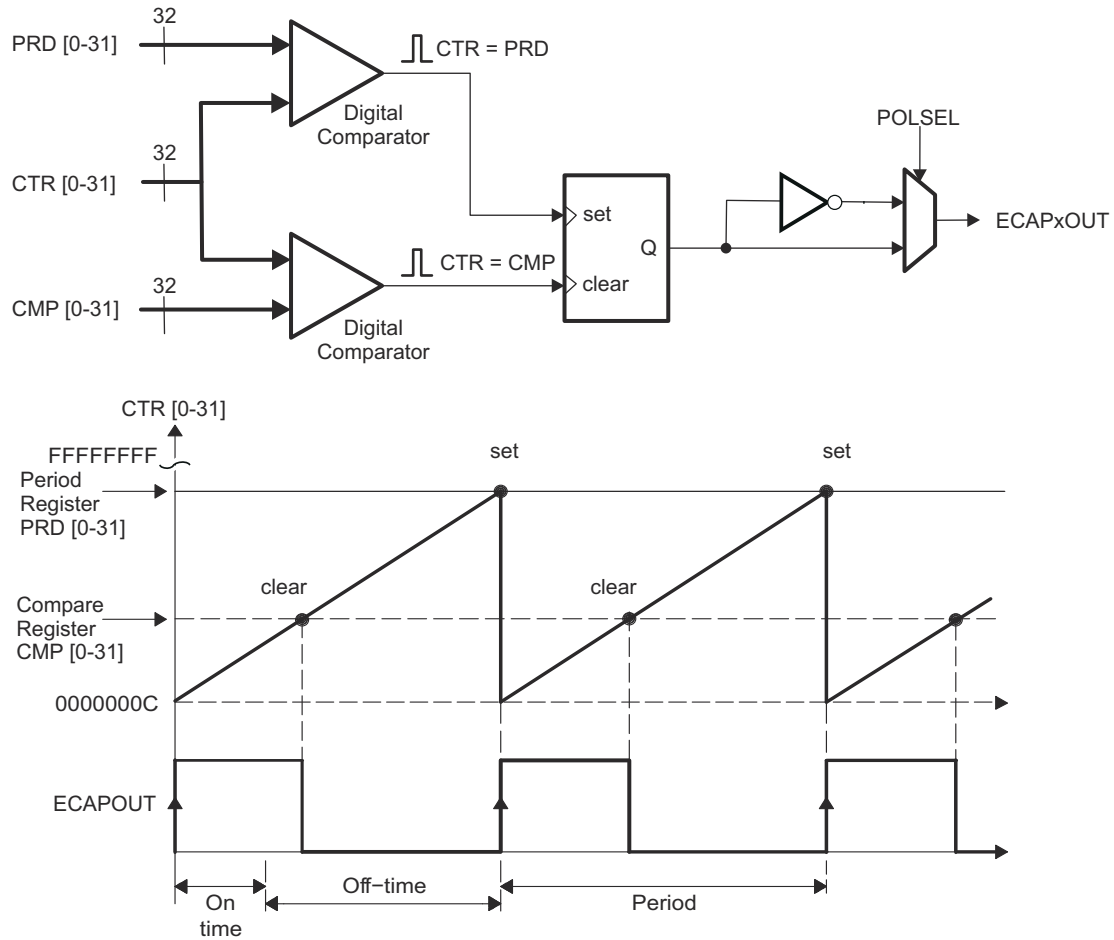 32
PRD [0-31]
CTR = PRD
Digital
Comparator
32
CTR [0-31]
POLSEL
set
Q
clear
ECAPxOUT
CTR = CMP
32
CMP [0-31]
Digital
Comparator
CTR [0-31]
FFFFFFFF
Period
Register
PRD [0-31]
set
set
clear
clear
Compare
Register
CMP [0-31]
0000000C
ECAPOUT
On
time
Off−time
Period